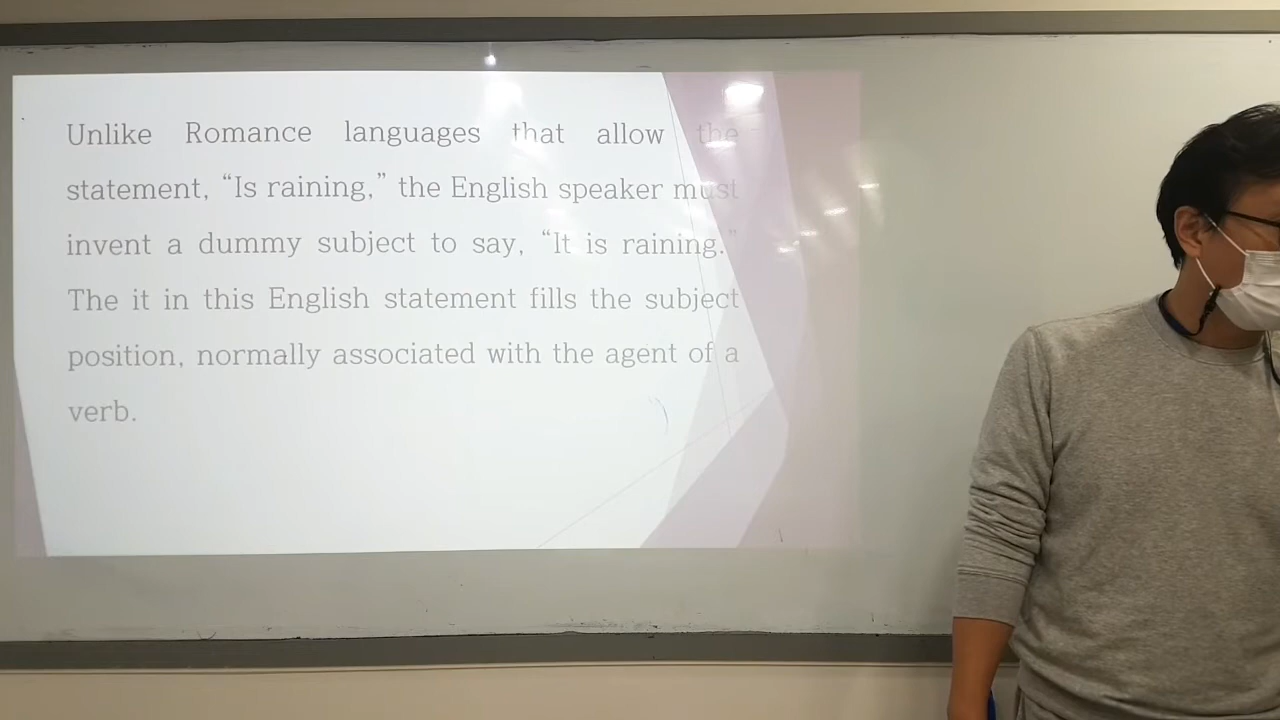 Unlike Romance languages that allow the
statement, “Is raining,” the English speaker must
invent a dummy subject to say, “It is raining.”
The it in this English statement fills the subject
position, normally associated with the agent of a
verb.